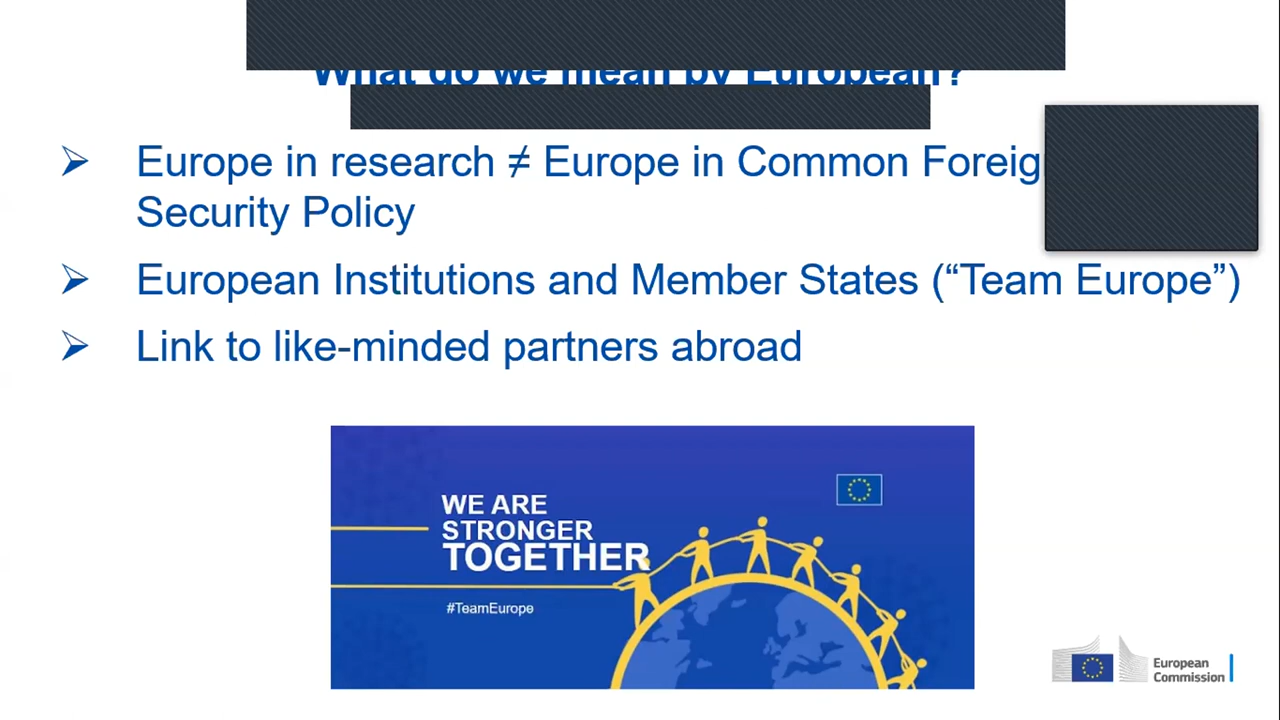 What do we mean by European?
Europe in research ≠ Europe in Common Foreig
Security Policy
European Institutions and Member States (“Team Europe”)
Link to like-minded partners abroad
WE ARE
STRONGER
TOGETHER
#TeamEurope
European
Commission